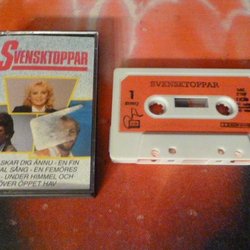 SVENSKTOPPAR
SKAR DIG ÄNNU - EN FIN
AL SÅNG - EN FEMÖRES
- UNDER HIMMEL OCH
ÖVER ÖPPET HAV
SVENSKTOPPAR
1